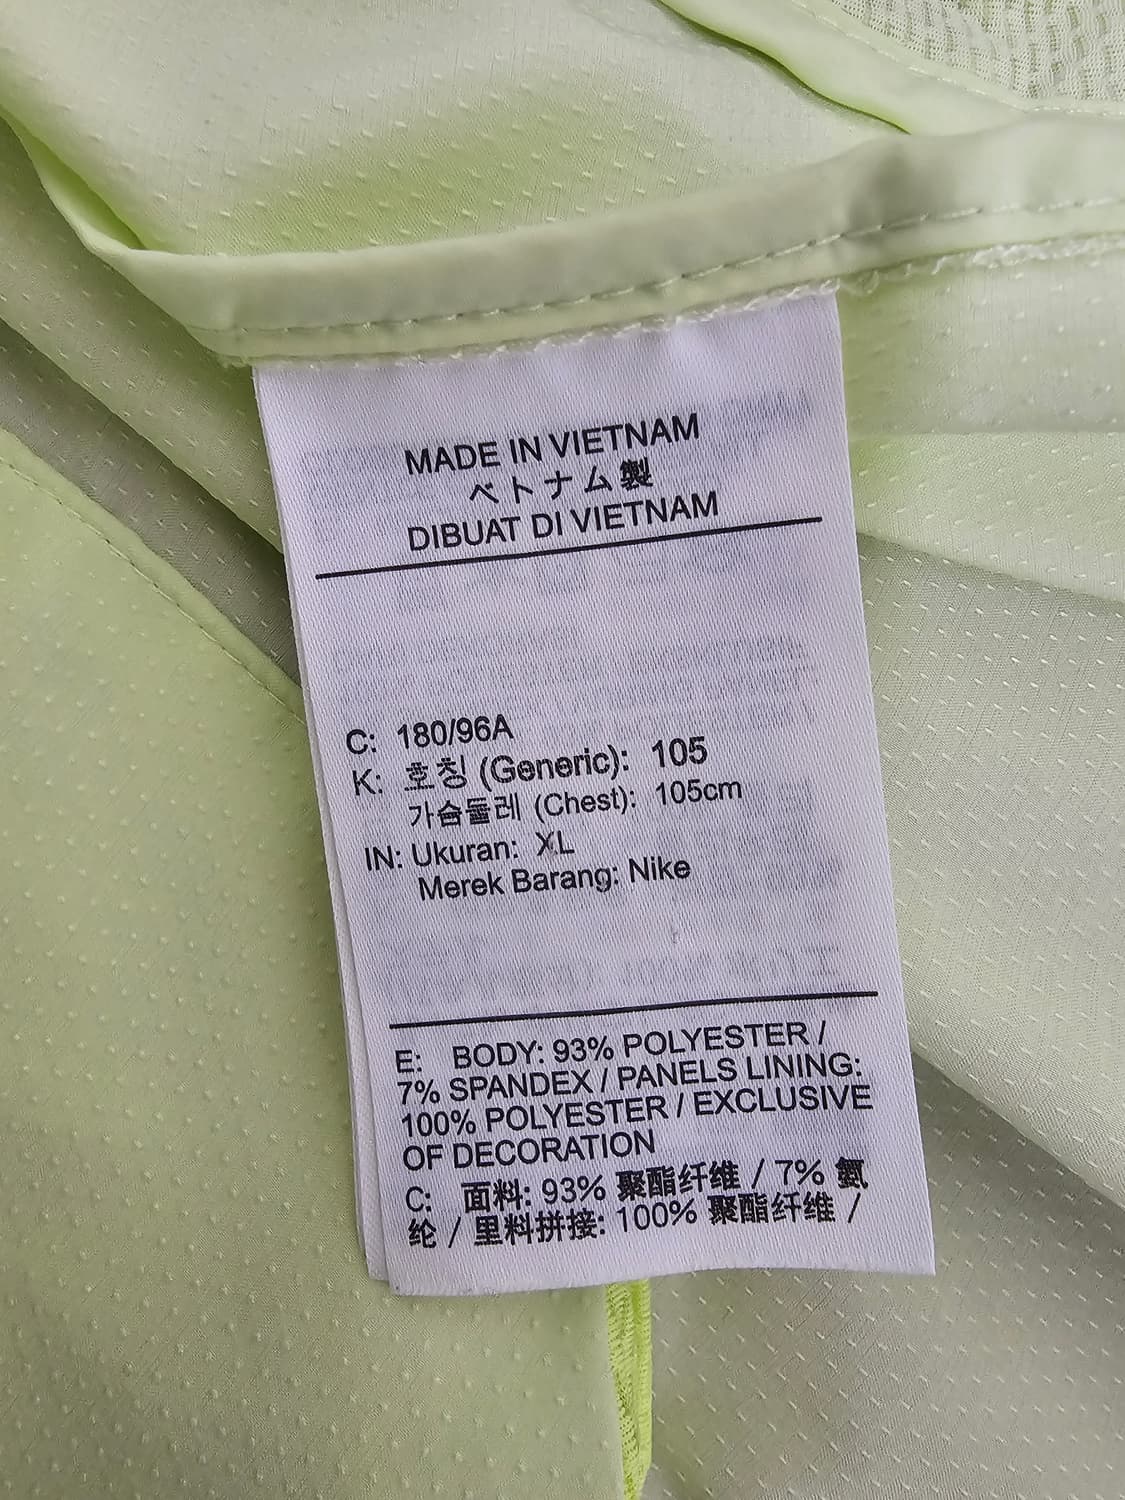 MADE IN VIETNAM
ベトナム製
DIBUAT DI VIETNAM
C: 180/96A
K: 호칭 (Generic): 105
가슴둘레 (Chest): 105cm
IN: Ukuran: XL
Merek Barang: Nike
E: BODY: 93% POLYESTER /
7% SPANDEX / PANELS LINING:
100% POLYESTER / EXCLUSIVE
OF DECORATION
C: 面料: 93% 聚酯纤维 / 7% 氨
纶 / 里料拼接: 100% 聚酯纤维 /